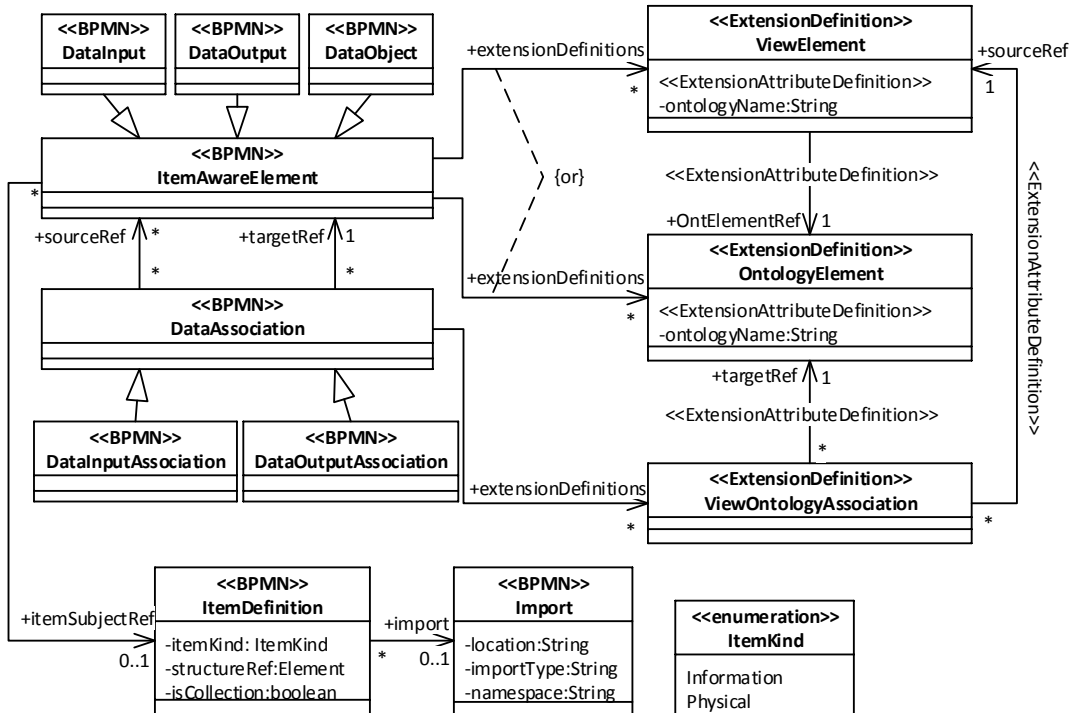 <<BPMN>>
DataInput
<<BPMN>>
DataOutput
<<BPMN>>
DataObject
<<ExtensionDefinition>>
ViewElement
<<ExtensionAttributeDefinition>>
-ontologyName:String
+extensionDefinitions
*
+sourceRef
1
<<BPMN>>
ItemAwareElement
*
{or}
<<ExtensionAttributeDefinition>>
+OntElementRef
1
<<ExtensionAttributeDefinition>>
+sourceRef
*
*
+targetRef
1
*
<<ExtensionDefinition>>
OntologyElement
<<ExtensionAttributeDefinition>>
-ontologyName:String
+extensionDefinitions
*
<<BPMN>>
DataAssociation
+targetRef
1
<<ExtensionAttributeDefinition>>
*
<<BPMN>>
DataInputAssociation
<<BPMN>>
DataOutputAssociation
+extensionDefinitions
*
<<ExtensionDefinition>>
ViewOntologyAssociation
*
+itemSubjectRef
0..1
<<BPMN>>
ItemDefinition
-itemKind: ItemKind
-structureRef:Element
-isCollection:boolean
+import
*
0..1
<<BPMN>>
Import
-location:String
-importType:String
-namespace:String
<<enumeration>>
ItemKind
Information
Physical